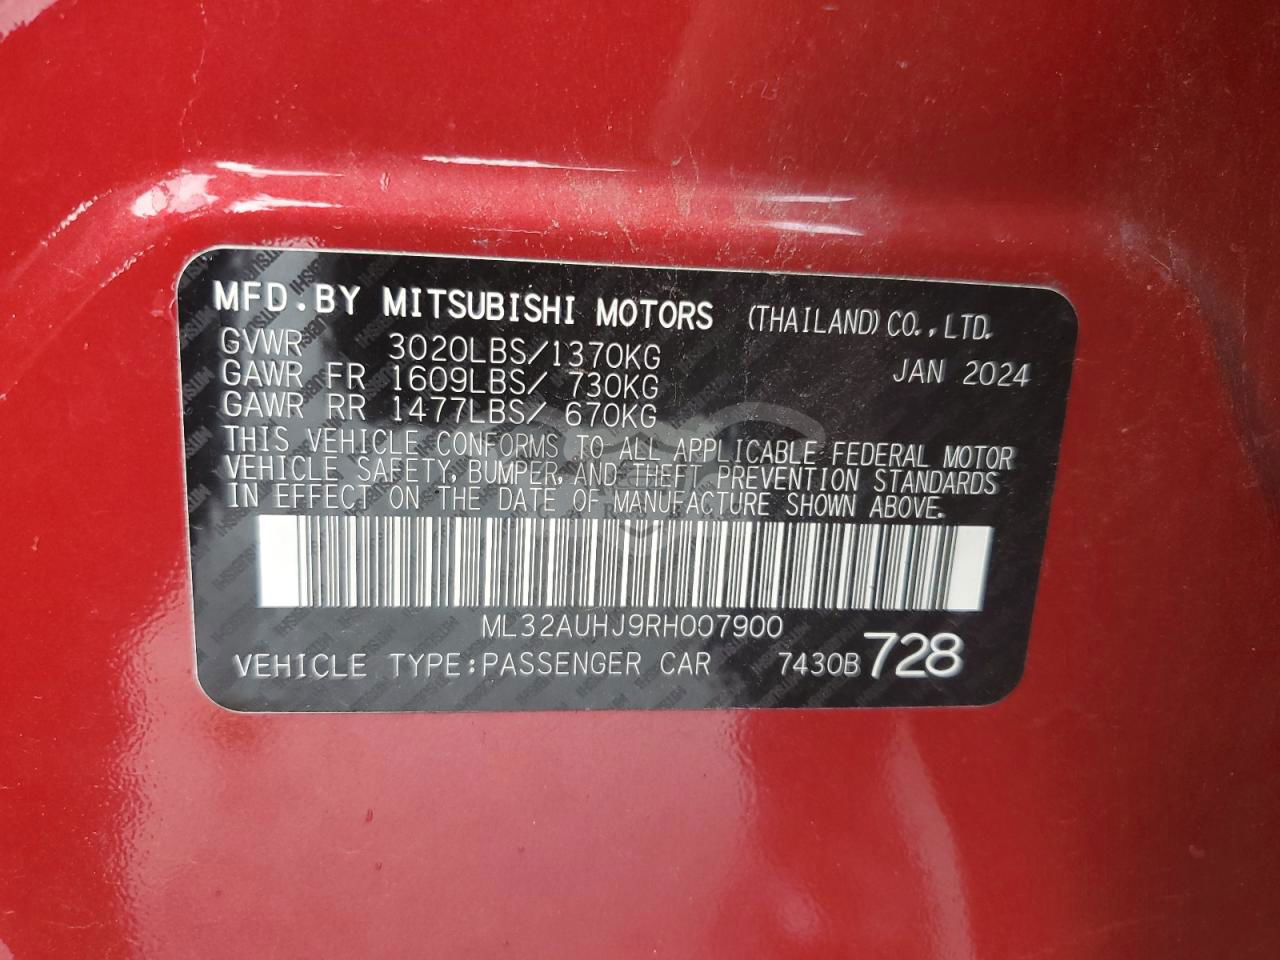 MFD.BY MITSUBISHI MOTORS (THAILAND) CO., LTD.
GVWR 3020LBS/1370KG JAN 2024
GAWR FR 1609LBS/ 730KG
GAWR RR 1477LBS/ 670KG
THIS VEHICLE CONFORMS TO ALL APPLICABLE FEDERAL MOTOR
VEHICLE SAFETY, BUMPER, AND THEFT PREVENTION STANDARDS
IN EFFECT ON THE DATE OF MANUFACTURE SHOWN ABOVE.
ML32AUHJ9RH007900
VEHICLE TYPE:PASSENGER CAR 7430B 728